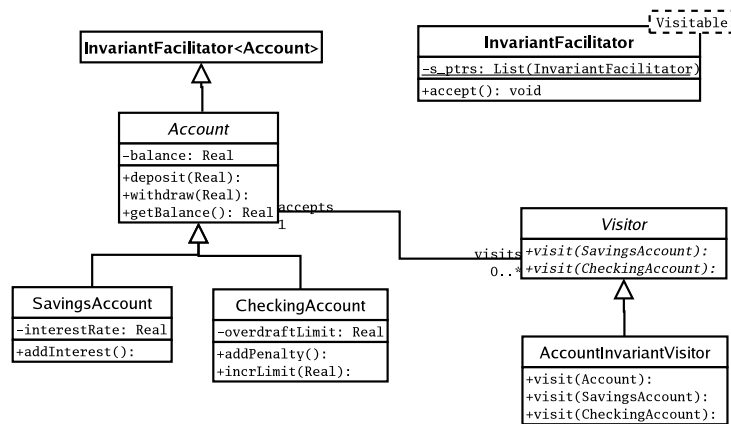 Visitable
InvariantFacilitator<Account>
InvariantFacilitator
-s_ptrs: List(InvariantFacilitator)
+accept(): void
Account
-balance: Real
+deposit(Real):
+withdraw(Real):
+getBalance(): Real
accepts
1
Visitor
+visit(SavingsAccount):
+visit(CheckingAccount):
visits
0..*
SavingsAccount
-interestRate: Real
+addInterest():
CheckingAccount
-overdraftLimit: Real
+addPenalty():
+incrLimit(Real):
AccountInvariantVisitor
+visit(Account):
+visit(SavingsAccount):
+visit(CheckingAccount):